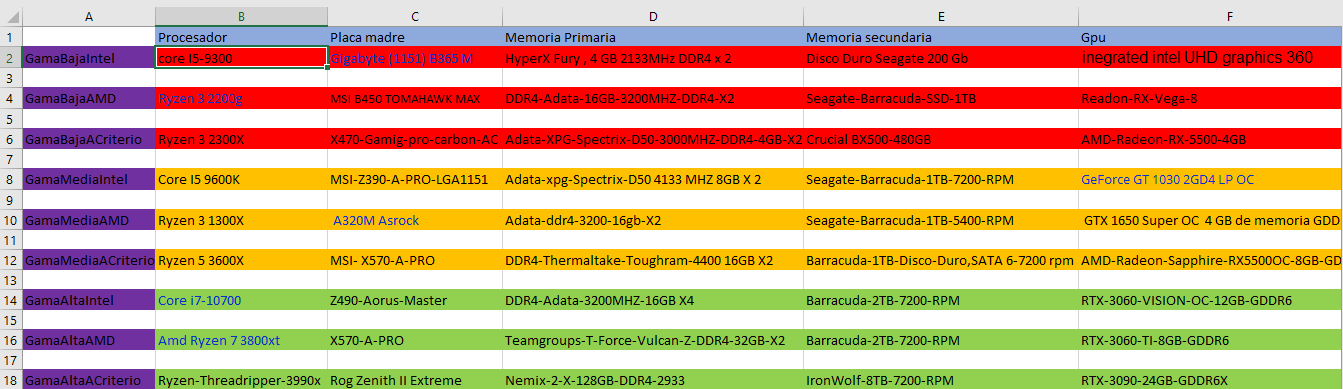 A B C D E F
1 Procesador Placa madre Memoria Primaria Memoria secundaria Gpu
2 GamaBajaIntel core I5-9300 Gigabyte (1151) B365 M HyperX Fury , 4 GB 2133MHz DDR4 x 2 Disco Duro Seagate 200 Gb inegrated intel UHD graphics 360
3
4 GamaBajaAMD Ryzen 3 2200g MSI B450 TOMAHAWK MAX DDR4-Adata-16GB-3200MHZ-DDR4-X2 Seagate-Barracuda-SSD-1TB Readon-RX-Vega-8
5
6 GamaBajaACriterio Ryzen 3 2300X X470-Gamig-pro-carbon-AC Adata-XPG-Spectrix-D50-3000MHZ-DDR4-4GB-X2 Crucial BX500-480GB AMD-Radeon-RX-5500-4GB
7
8 GamaMediaIntel Core I5 9600K MSI-Z390-A-PRO-LGA1151 Adata-xpg-Spectrix-D50 4133 MHZ 8GB X 2 Seagate-Barracuda-1TB-7200-RPM GeForce GT 1030 2GD4 LP OC
9
10 GamaMediaAMD Ryzen 3 1300X A320M Asrock Adata-ddr4-3200-16gb-X2 Seagate-Barracuda-1TB-5400-RPM GTX 1650 Super OC 4 GB de memoria GDD
11
12 GamaMediaACriterio Ryzen 5 3600X MSI- X570-A-PRO DDR4-Thermaltake-Toughram-4400 16GB X2 Barracuda-1TB-Disco-Duro,SATA 6-7200 rpm AMD-Radeon-Sapphire-RX5500OC-8GB-GD
13
14 GamaAltaIntel Core i7-10700 Z490-Aorus-Master DDR4-Adata-3200MHZ-16GB X4 Barracuda-2TB-7200-RPM RTX-3060-VISION-OC-12GB-GDDR6
15
16 GamaAltaAMD Amd Ryzen 7 3800xt X570-A-PRO Teamgroups-T-Force-Vulcan-Z-DDR4-32GB-X2 Barracuda-2TB-7200-RPM RTX-3060-TI-8GB-GDDR6
17
18 GamaAltaACriterio Ryzen-Threadripper-3990x Rog Zenith II Extreme Nemix-2-X-128GB-DDR4-2933 IronWolf-8TB-7200-RPM RTX-3090-24GB-GDDR6X